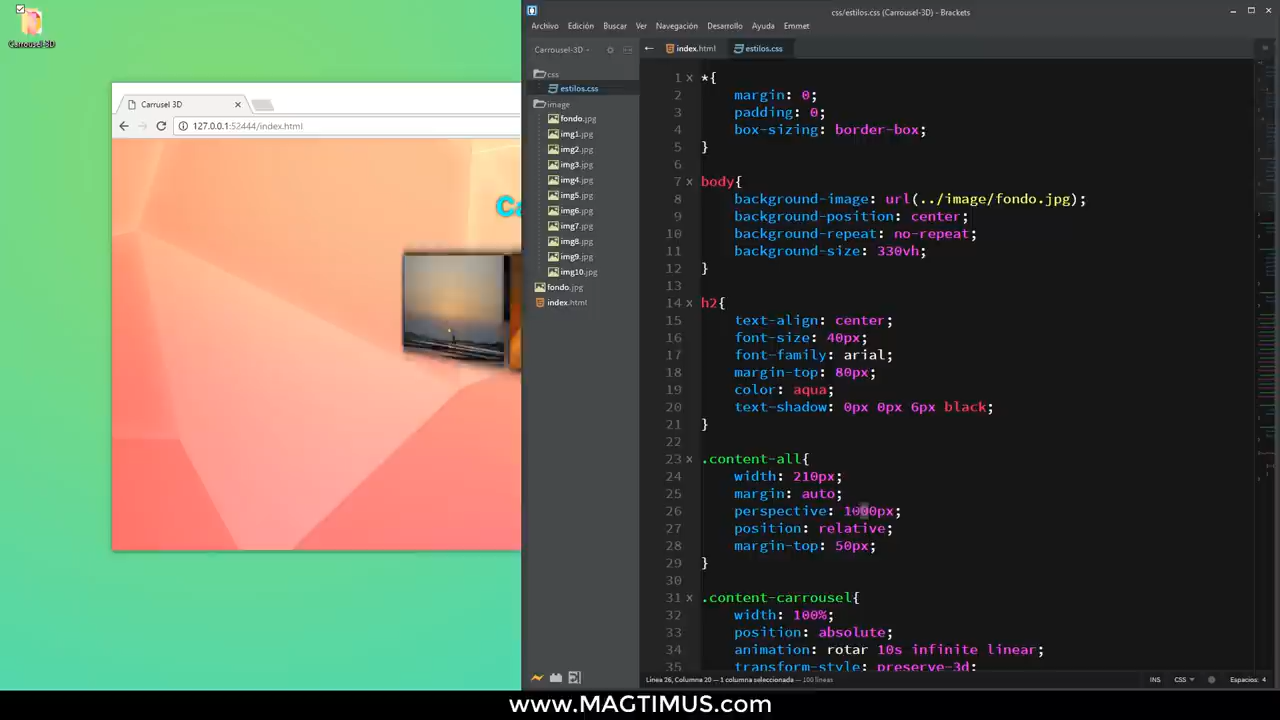 Carrousel-3D
Carrusel 3D
127.0.0.1:52444/index.html
css/estilos.css (Carrousel-3D) - Brackets
Archivo Edición Buscar Ver Navegación Desarrollo Ayuda Emmet
Carrousel-3D
css
estilos.css
image
fondo.jpg
img1.jpg
img2.jpg
img3.jpg
img4.jpg
img5.jpg
img6.jpg
img7.jpg
img8.jpg
img9.jpg
img10.jpg
fondo.jpg
index.html
index.html estilos.css
1 *{
2 margin: 0;
3 padding: 0;
4 box-sizing: border-box;
5 }
6
7 body{
8 background-image: url(../image/fondo.jpg);
9 background-position: center;
10 background-repeat: no-repeat;
11 background-size: 330vh;
12 }
13
14 h2{
15 text-align: center;
16 font-size: 40px;
17 font-family: arial;
18 margin-top: 80px;
19 color: aqua;
20 text-shadow: 0px 0px 6px black;
21 }
22
23 .content-all{
24 width: 210px;
25 margin: auto;
26 perspective: 1000px;
27 position: relative;
28 margin-top: 50px;
29 }
30
31 .content-carrousel{
32 width: 100%;
33 position: absolute;
34 animation: rotar 10s infinite linear;
35 transform-style: preserve-3d;
Línea 26, Columna 20 — 1 columna seleccionada — 100 líneas
INS CSS Espacios: 4
www.MAGTIMUS.com